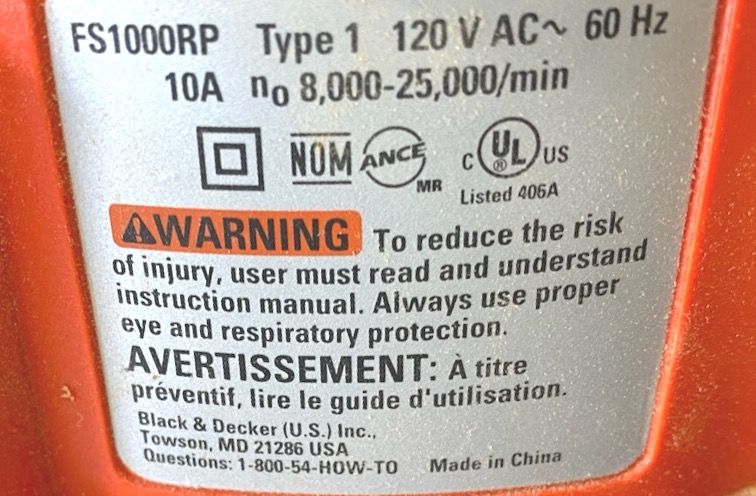 FS1000RP Type 1 120 V AC~ 60 Hz
10A n₀ 8,000-25,000/min
NOM ANCE MR C UL® US
Listed 406A
WARNING To reduce the risk
of injury, user must read and understand
instruction manual. Always use proper
eye and respiratory protection.
AVERTISSEMENT: À titre
préventif, lire le guide d'utilisation.
Black & Decker (U.S.) Inc.,
Towson, MD 21286 USA
Questions: 1-800-54-HOW-TO Made in China